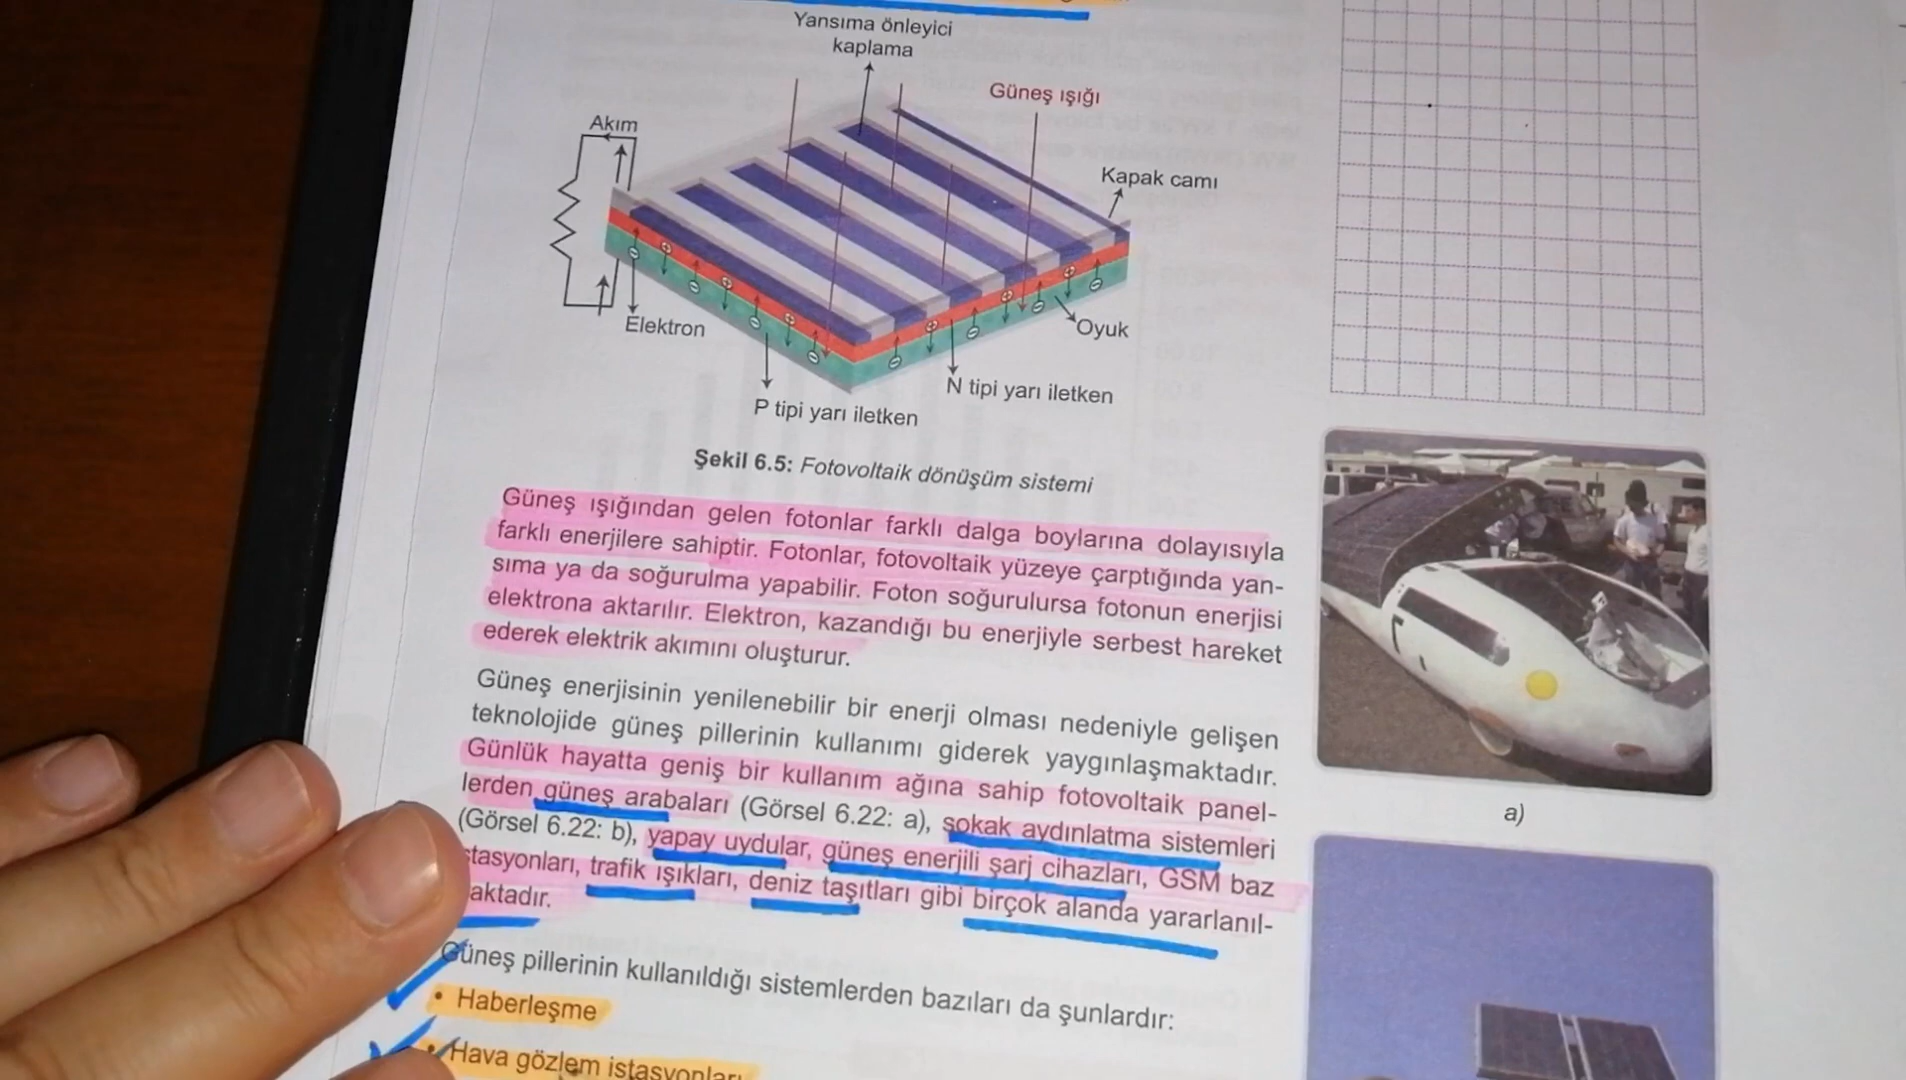 Yansıma önleyici
kaplama
Güneş ışığı
Akım
Kapak camı
Elektron
Oyuk
N tipi yarı iletken
P tipi yarı iletken
Şekil 6.5: Fotovoltaik dönüşüm sistemi
Güneş ışığından gelen fotonlar farklı dalga boylarına dolayısıyla
farklı enerjilere sahiptir. Fotonlar, fotovoltaik yüzeye çarptığında yan-
sıma ya da soğurulma yapabilir. Foton soğurulursa fotonun enerjisi
elektrona aktarılır. Elektron, kazandığı bu enerjiyle serbest hareket
ederek elektrik akımını oluşturur.
Güneş enerjisinin yenilenebilir bir enerji olması nedeniyle gelişen
teknolojide güneş pillerinin kullanımı giderek yaygınlaşmaktadır.
Günlük hayatta geniş bir kullanım ağına sahip fotovoltaik panel-
lerden güneş arabaları (Görsel 6.22: a), sokak aydınlatma sistemleri
(Görsel 6.22: b), yapay uydular, güneş enerjili şarj cihazları, GSM baz
stasyonları, trafik ışıkları, deniz taşıtları gibi birçok alanda yararlanıl-
aktadır.
a)
Güneş pillerinin kullanıldığı sistemlerden bazıları da şunlardır:
• Haberleşme
• Hava gözlem istasyonları